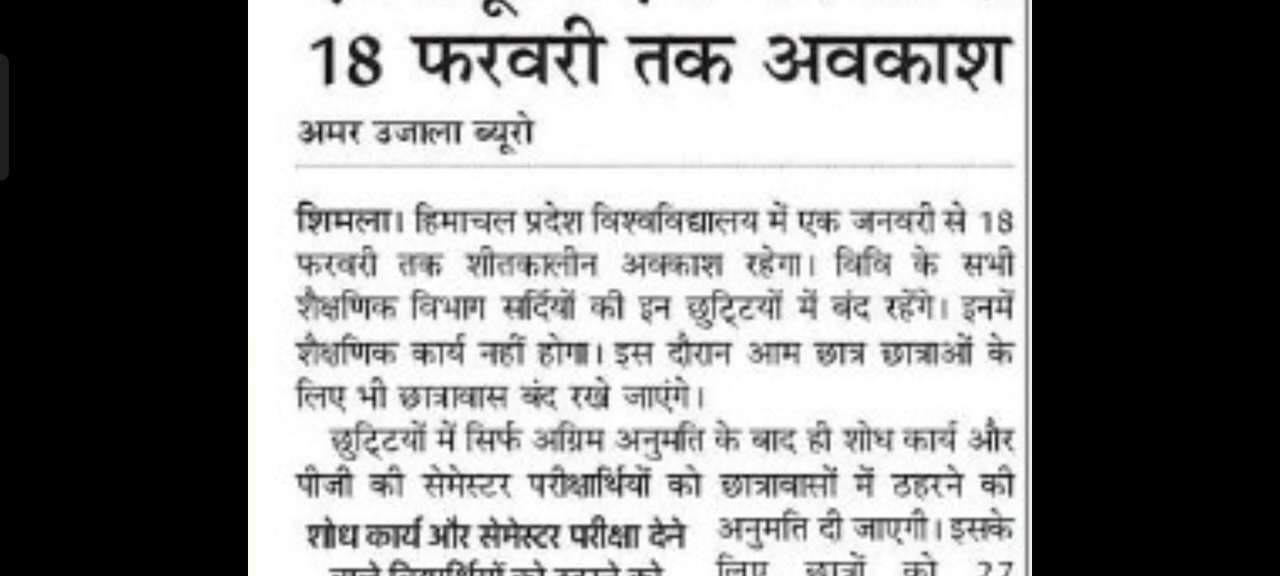 18 फरवरी तक अवकाश
अमर उजाला ब्यूरो
शिमला। हिमाचल प्रदेश विश्वविद्यालय में एक जनवरी से 18
फरवरी तक शीतकालीन अवकाश रहेगा। विवि के सभी
शैक्षणिक विभाग सर्दियों की इन छुट्टियों में बंद रहेंगे। इनमें
शैक्षणिक कार्य नहीं होगा। इस दौरान आम छात्र छात्राओं के
लिए भी छात्रावास बंद रखे जाएंगे।
छुट्टियों में सिर्फ अग्रिम अनुमति के बाद ही शोध कार्य और
पीजी की सेमेस्टर परीक्षार्थियों को छात्रावासों में ठहरने की
अनुमति दी जाएगी। इसके
लिए छात्रों को 27
शोध कार्य और सेमेस्टर परीक्षा देने
वाले विद्यार्थियों को ठहरने को